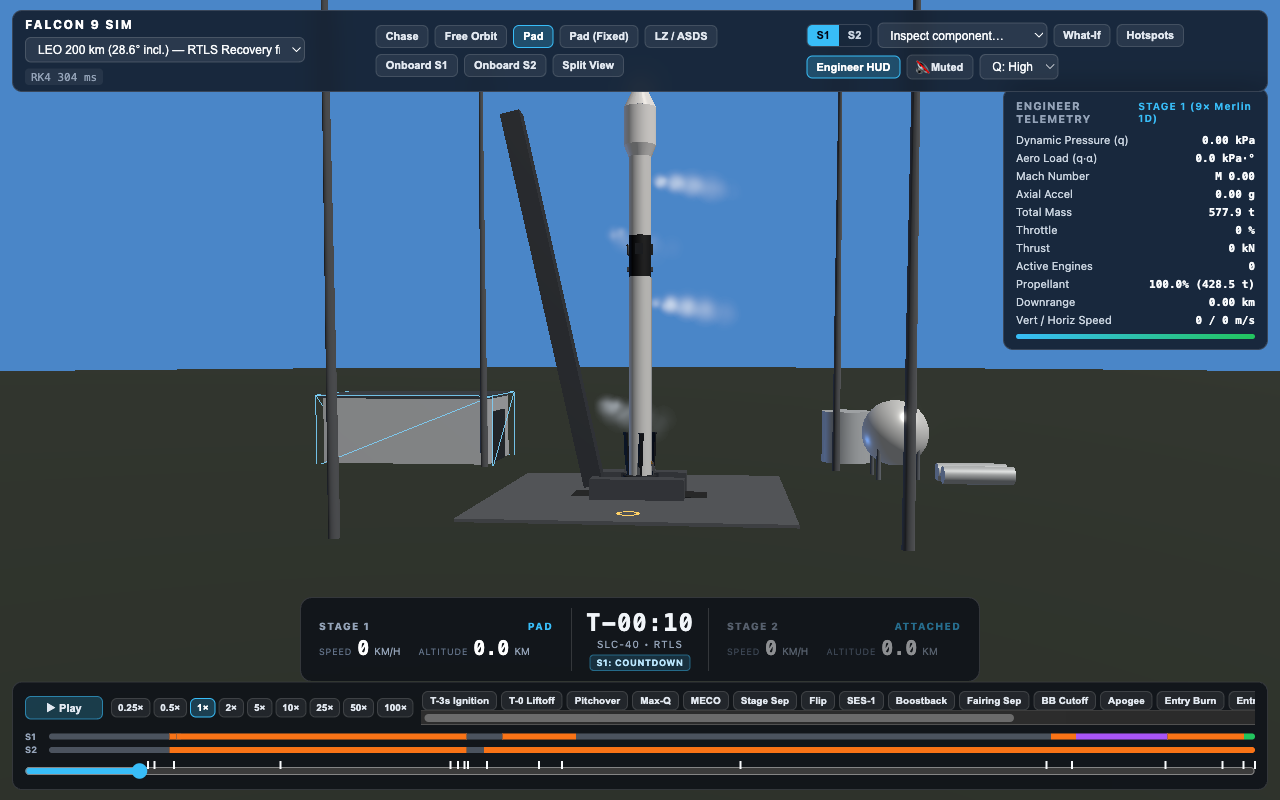 FALCON 9 SIM
LEO 200 km (28.6° incl.) — RTLS Recovery fi
RK4 304 ms
Chase
Free Orbit
Pad
Pad (Fixed)
LZ / ASDS
Onboard S1
Onboard S2
Split View
S1
S2
Inspect component…
What-If
Hotspots
Engineer HUD
Muted
Q: High
ENGINEER TELEMETRY
STAGE 1 (9× Merlin 1D)
Dynamic Pressure (q) 0.00 kPa
Aero Load (q·α) 0.0 kPa·°
Mach Number M 0.00
Axial Accel 0.00 g
Total Mass 577.9 t
Throttle 0 %
Thrust 0 kN
Active Engines 0
Propellant 100.0% (428.5 t)
Downrange 0.00 km
Vert / Horiz Speed 0 / 0 m/s
STAGE 1 PAD
SPEED 0 KM/H ALTITUDE 0.0 KM
T−00:10
SLC-40 • RTLS
S1: COUNTDOWN
STAGE 2 ATTACHED
SPEED 0 KM/H ALTITUDE 0.0 KM
Play
0.25×
0.5×
1×
2×
5×
10×
25×
50×
100×
T-3s Ignition
T-0 Liftoff
Pitchover
Max-Q
MECO
Stage Sep
Flip
SES-1
Boostback
Fairing Sep
BB Cutoff
Apogee
Entry Burn
Entr
S1
S2